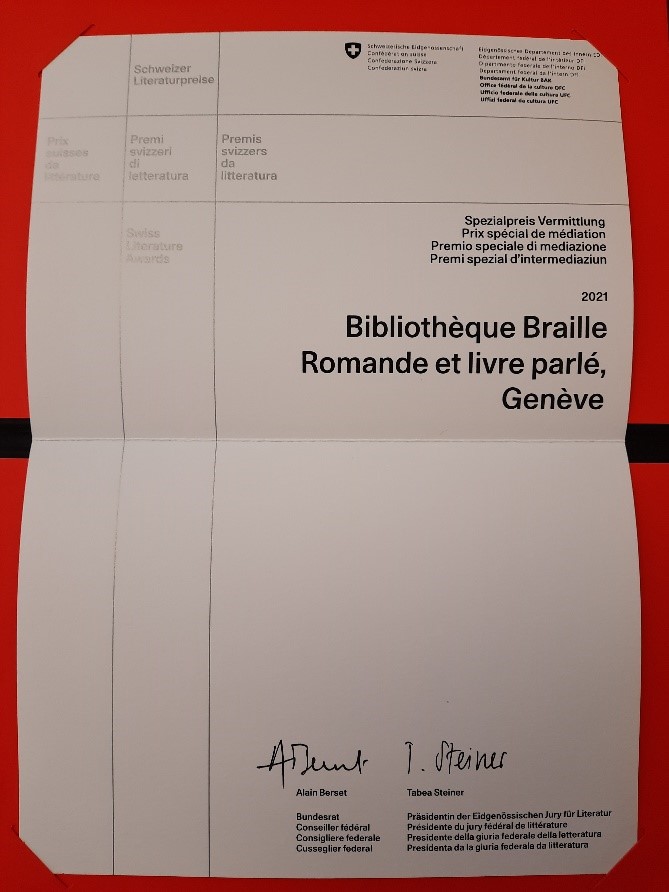 Schweizerische Eidgenossenschaft
Confédération suisse
Confederazione Svizzera
Confederaziun svizra
Eidgenössisches Departement des Innern EDI
Département fédéral de l'intérieur DFI
Dipartimento federale dell'interno DFI
Departament federal da l'intern DFI
Bundesamt für Kultur BAK
Office fédéral de la culture OFC
Ufficio federale della cultura UFC
Uffizi federal da cultura UFC
Schweizer
Literaturpreise
Prix
suisses
de
littérature
Premi
svizzeri
di
letteratura
Premis
svizzers
da
litteratura
Swiss
Literature
Awards
Spezialpreis Vermittlung
Prix spécial de médiation
Premio speciale di mediazione
Premi spezial d'intermediaziun
2021
Bibliothèque Braille
Romande et livre parlé,
Genève
T. Steiner
Alain Berset
Tabea Steiner
Bundesrat
Conseiller fédéral
Consigliere federale
Cusseglier federal
Präsidentin der Eidgenössischen Jury für Literatur
Présidente du jury fédéral de littérature
Presidente della giuria federale della letteratura
Presidenta da la giuria federala da litteratura